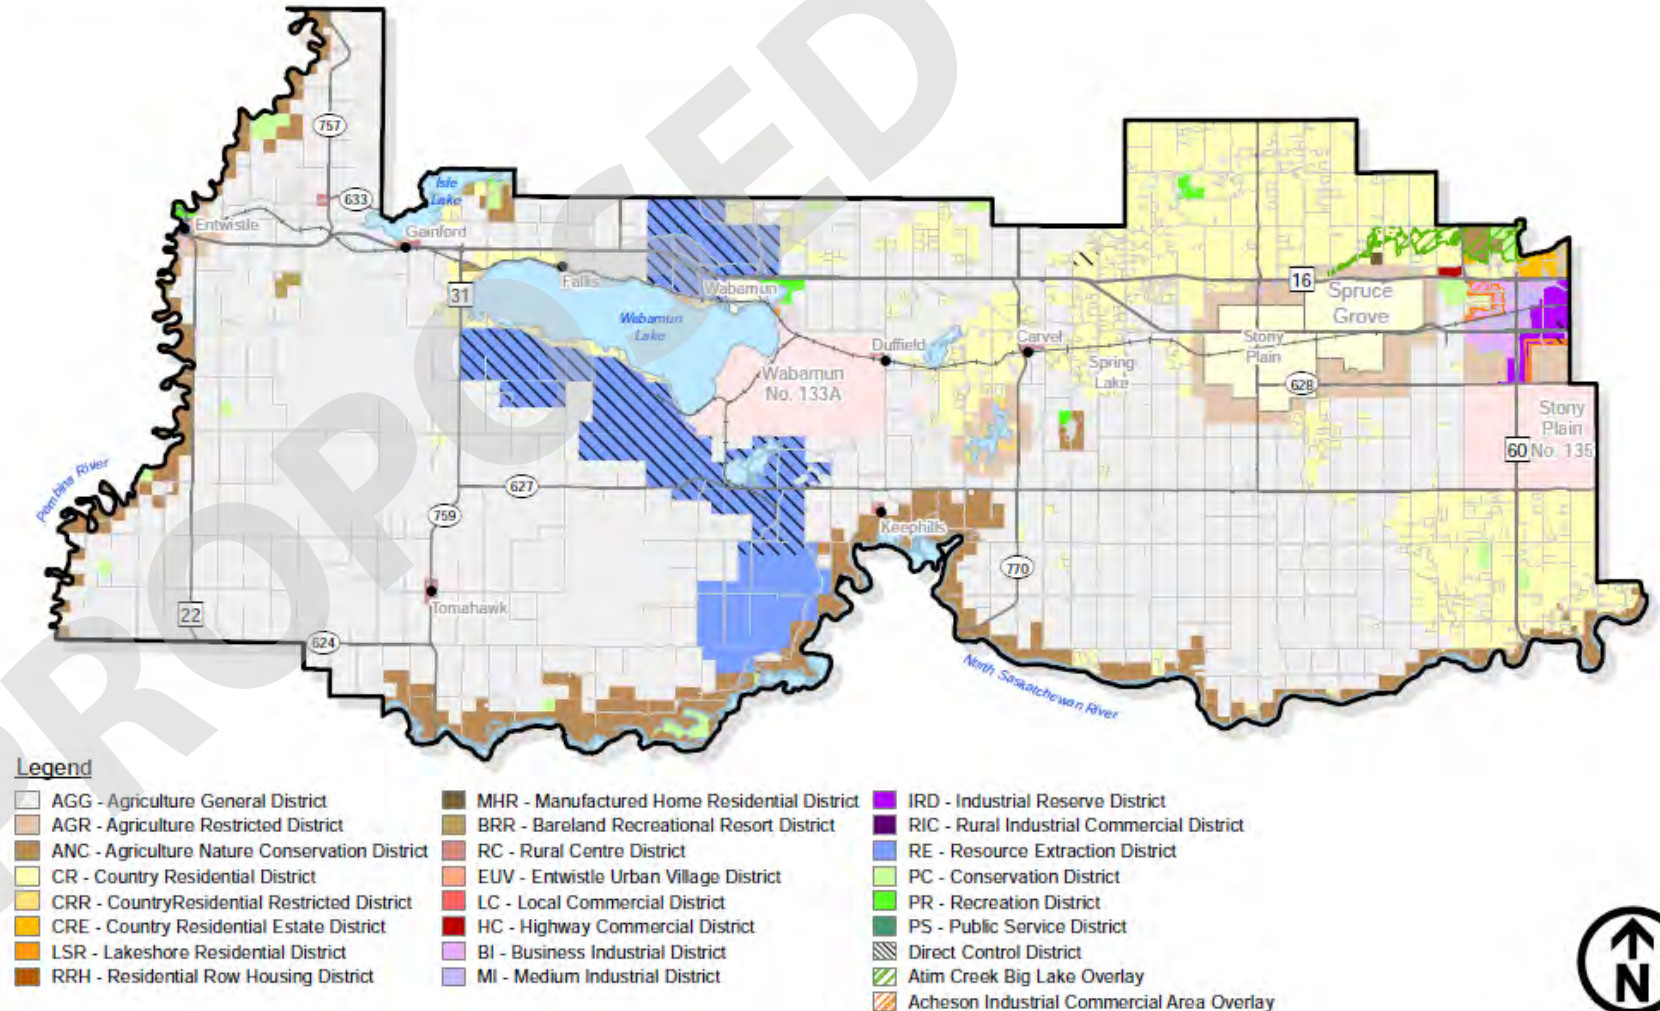 PROPOSED
757
Isle
Lake
633
Entwistle
Gainford
31
Fallis
Wabamun
Wabamun
Lake
16
Spruce
Grove
Duffield
Carvel
Stony
Plain
Spring
Lake
Wabamun
No. 133A
628
Stony
Plain
No. 135
60
Pembina River
627
759
Keephills
770
22
Tomahawk
624
North Saskatchewan River
Legend
AGG - Agriculture General District
AGR - Agriculture Restricted District
ANC - Agriculture Nature Conservation District
CR - Country Residential District
CRR - CountryResidential Restricted District
CRE - Country Residential Estate District
LSR - Lakeshore Residential District
RRH - Residential Row Housing District
MHR - Manufactured Home Residential District
BRR - Bareland Recreational Resort District
RC - Rural Centre District
EUV - Entwistle Urban Village District
LC - Local Commercial District
HC - Highway Commercial District
BI - Business Industrial District
MI - Medium Industrial District
IRD - Industrial Reserve District
RIC - Rural Industrial Commercial District
RE - Resource Extraction District
PC - Conservation District
PR - Recreation District
PS - Public Service District
Direct Control District
Atim Creek Big Lake Overlay
Acheson Industrial Commercial Area Overlay
N